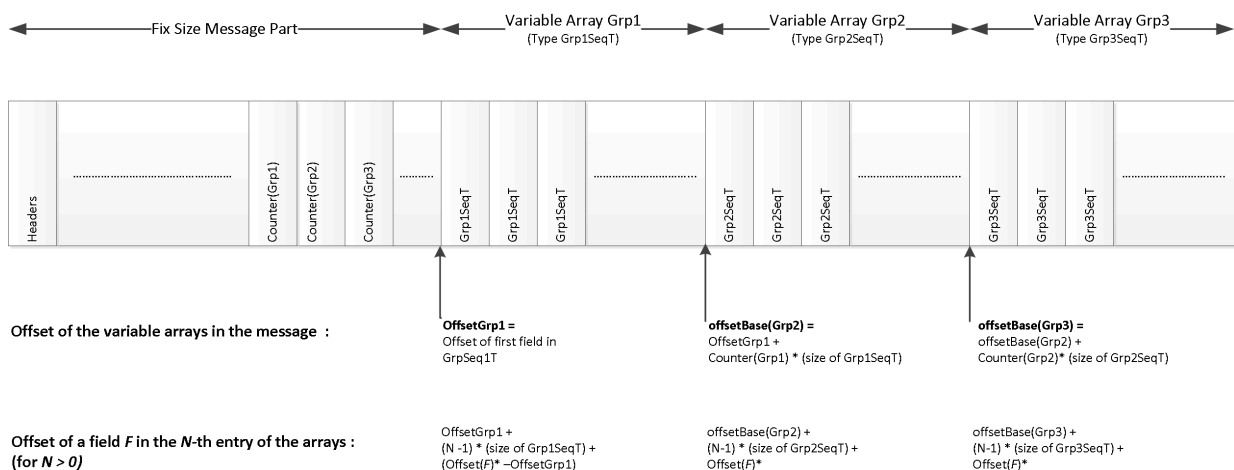 Fix Size Message Part
Variable Array Grp1
(Type Grp1SeqT)
Variable Array Grp2
(Type Grp2SeqT)
Variable Array Grp3
(Type Grp3SeqT)
Headers
Counter(Grp1)
Counter(Grp2)
Counter(Grp3)
Grp1SeqT
Grp1SeqT
Grp1SeqT
Grp2SeqT
Grp2SeqT
Grp2SeqT
Grp3SeqT
Grp3SeqT
Grp3SeqT
Offset of the variable arrays in the message :
OffsetGrp1 =
Offset of first field in
GrpSeq1T
offsetBase(Grp2) =
OffsetGrp1 +
Counter(Grp1) * (size of Grp1SeqT)
offsetBase(Grp3) =
offsetBase(Grp2) +
Counter(Grp2)* (size of Grp2SeqT)
Offset of a field F in the N-th entry of the arrays :
(for N > 0)
OffsetGrp1 +
(N -1) * (size of Grp1SeqT) +
(Offset(F)* –OffsetGrp1)
offsetBase(Grp2) +
(N-1) * (size of Grp2SeqT) +
Offset(F)*
offsetBase(Grp3) +
(N-1) * (size of Grp3SeqT) +
Offset(F)*